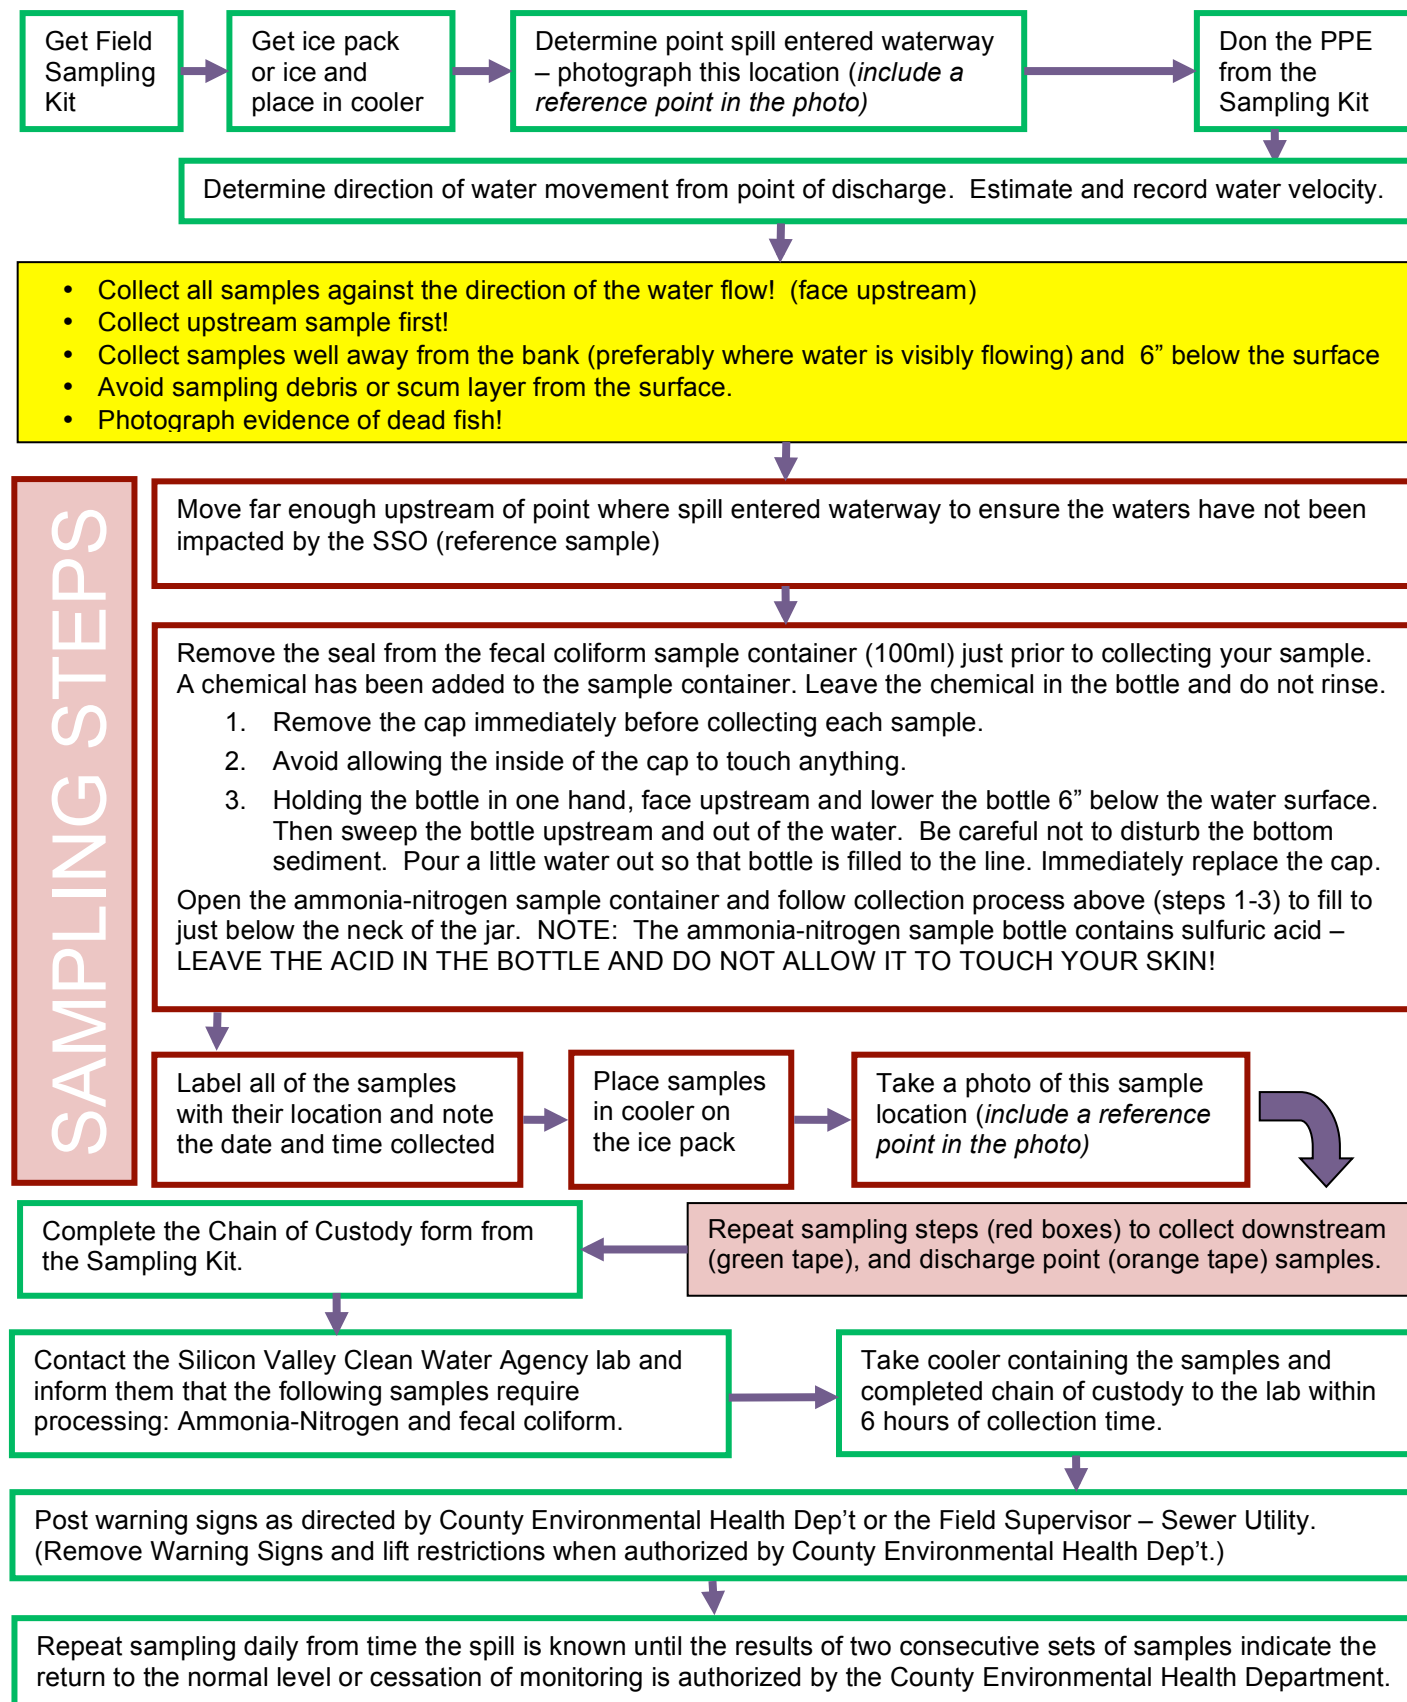 Get Field
Sampling
Kit
Get ice pack
or ice and
place in cooler
Determine point spill entered waterway
– photograph this location (include a
reference point in the photo)
Don the PPE
from the
Sampling Kit
Determine direction of water movement from point of discharge.  Estimate and record water velocity.
• Collect all samples against the direction of the water flow!  (face upstream)
• Collect upstream sample first!
• Collect samples well away from the bank (preferably where water is visibly flowing) and  6” below the surface
• Avoid sampling debris or scum layer from the surface.
• Photograph evidence of dead fish!
SAMPLING STEPS
Move far enough upstream of point where spill entered waterway to ensure the waters have not been
impacted by the SSO (reference sample)
Remove the seal from the fecal coliform sample container (100ml) just prior to collecting your sample.
A chemical has been added to the sample container. Leave the chemical in the bottle and do not rinse.
1. Remove the cap immediately before collecting each sample.
2. Avoid allowing the inside of the cap to touch anything.
3. Holding the bottle in one hand, face upstream and lower the bottle 6” below the water surface.
Then sweep the bottle upstream and out of the water.  Be careful not to disturb the bottom
sediment.  Pour a little water out so that bottle is filled to the line. Immediately replace the cap.
Open the ammonia-nitrogen sample container and follow collection process above (steps 1-3) to fill to
just below the neck of the jar.  NOTE:  The ammonia-nitrogen sample bottle contains sulfuric acid –
LEAVE THE ACID IN THE BOTTLE AND DO NOT ALLOW IT TO TOUCH YOUR SKIN!
Label all of the samples
with their location and note
the date and time collected
Place samples
in cooler on
the ice pack
Take a photo of this sample
location (include a reference
point in the photo)
Repeat sampling steps (red boxes) to collect downstream
(green tape), and discharge point (orange tape) samples.
Complete the Chain of Custody form from
the Sampling Kit.
Contact the Silicon Valley Clean Water Agency lab and
inform them that the following samples require
processing: Ammonia-Nitrogen and fecal coliform.
Take cooler containing the samples and
completed chain of custody to the lab within
6 hours of collection time.
Post warning signs as directed by County Environmental Health Dep’t or the Field Supervisor – Sewer Utility.
(Remove Warning Signs and lift restrictions when authorized by County Environmental Health Dep’t.)
Repeat sampling daily from time the spill is known until the results of two consecutive sets of samples indicate the
return to the normal level or cessation of monitoring is authorized by the County Environmental Health Department.